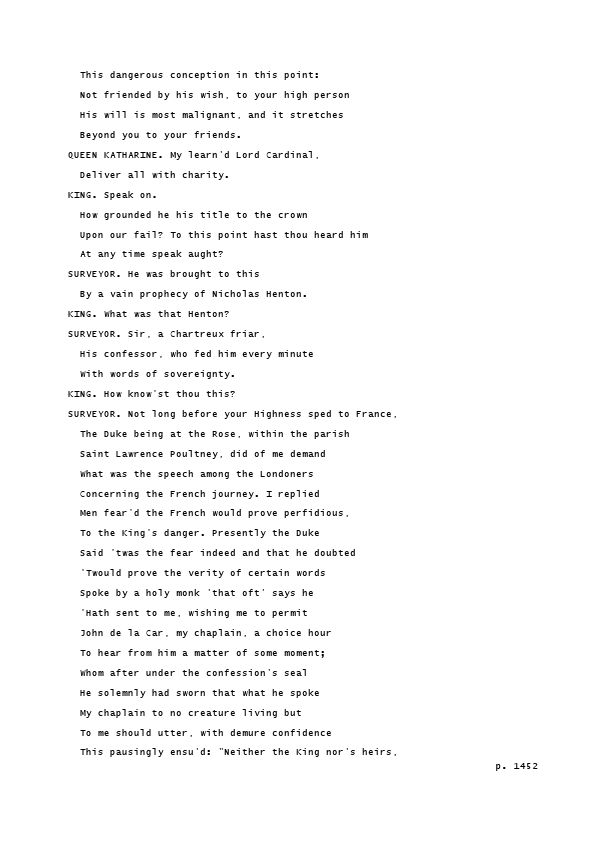 This dangerous conception in this point:
Not friended by his wish, to your high person
His will is most malignant, and it stretches
Beyond you to your friends.
QUEEN KATHARINE. My learn'd Lord Cardinal,
Deliver all with charity.
KING. Speak on.
How grounded he his title to the crown
Upon our fail? To this point hast thou heard him
At any time speak aught?
SURVEYOR. He was brought to this
By a vain prophecy of Nicholas Henton.
KING. What was that Henton?
SURVEYOR. Sir, a Chartreux friar,
His confessor, who fed him every minute
With words of sovereignty.
KING. How know'st thou this?
SURVEYOR. Not long before your Highness sped to France,
The Duke being at the Rose, within the parish
Saint Lawrence Poultney, did of me demand
What was the speech among the Londoners
Concerning the French journey. I replied
Men fear'd the French would prove perfidious,
To the King's danger. Presently the Duke
Said 'twas the fear indeed and that he doubted
'Twould prove the verity of certain words
Spoke by a holy monk 'that oft' says he
'Hath sent to me, wishing me to permit
John de la Car, my chaplain, a choice hour
To hear from him a matter of some moment;
Whom after under the confession's seal
He solemnly had sworn that what he spoke
My chaplain to no creature living but
To me should utter, with demure confidence
This pausingly ensu'd: "Neither the King nor's heirs,
p. 1452